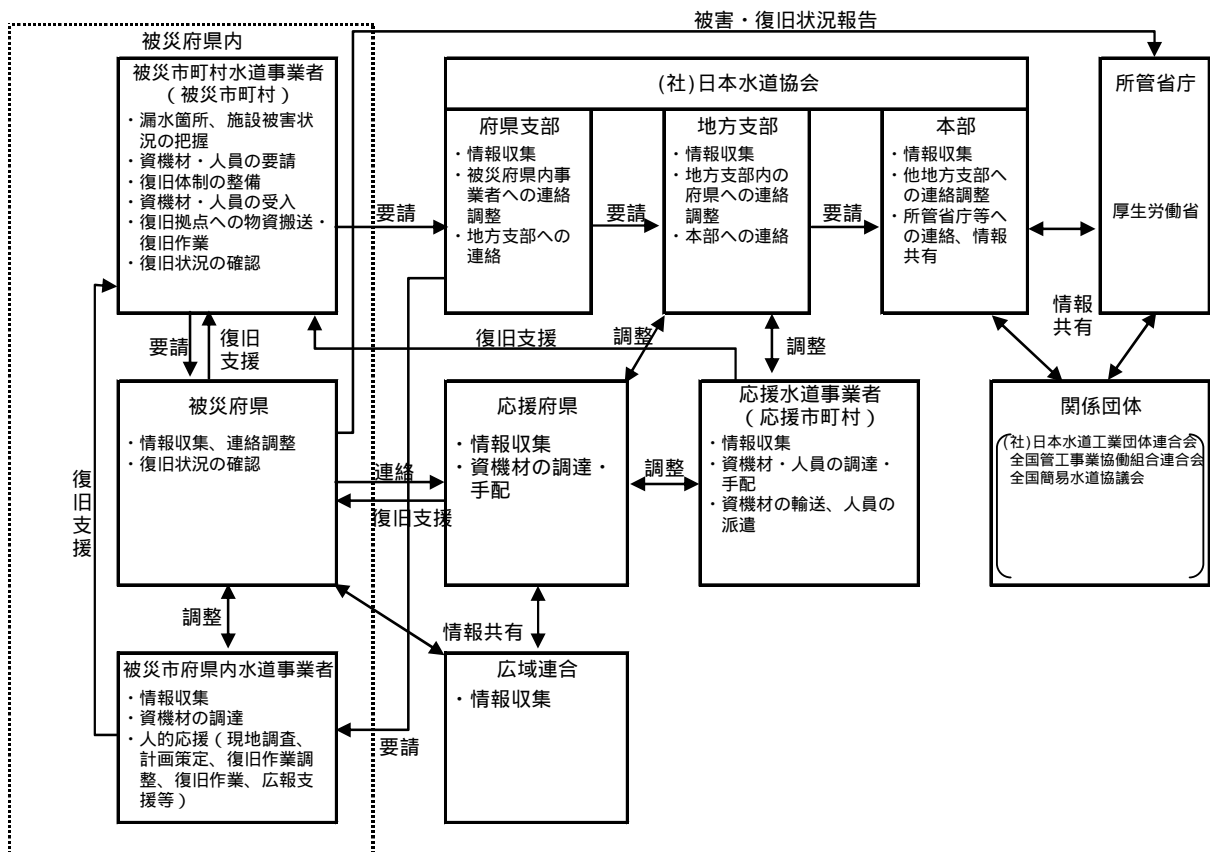 被害・復旧状況報告
被災府県内
被災市町村水道事業者
（被災市町村）
・漏水箇所、施設被害状
況の把握
・資機材・人員の要請
・復旧体制の整備
・資機材・人員の受入
・復旧拠点への物資搬送・
復旧作業
・復旧状況の確認
要請
(社)日本水道協会
府県支部
・情報収集
・被災府県内事
業者への連絡
調整
・地方支部への
連絡
要請
地方支部
・情報収集
・地方支部内の
府県への連絡
調整
・本部への連絡
要請
本部
・情報収集
・他地方支部へ
の連絡調整
・所管省庁等へ
の連絡、情報
共有
所管省庁
厚生労働省
要請
復旧
支援
復旧支援
調整
調整
情報
共有
被災府県
・情報収集、連絡調整
・復旧状況の確認
連絡
復旧支援
応援府県
・情報収集
・資機材の調達・
手配
調整
応援水道事業者
（応援市町村）
・情報収集
・資機材・人員の調達・
手配
・資機材の輸送、人員の
派遣
関係団体
(社)日本水道工業団体連合会
全国管工事業協働組合連合会
全国簡易水道協議会
復旧支援
調整
情報共有
被災市府県内水道事業者
・情報収集
・資機材の調達
・人的応援（現地調査、
計画策定、復旧作業調
整、復旧作業、広報支
援等）
要請
広域連合
・情報収集